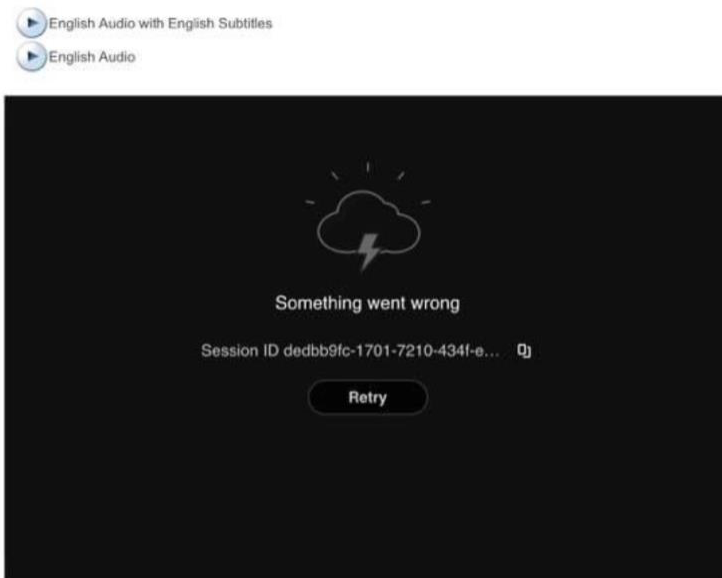 English Audio with English Subtitles
English Audio
Something went wrong
Session ID dedbb9fc-1701-7210-434f-e...
Retry